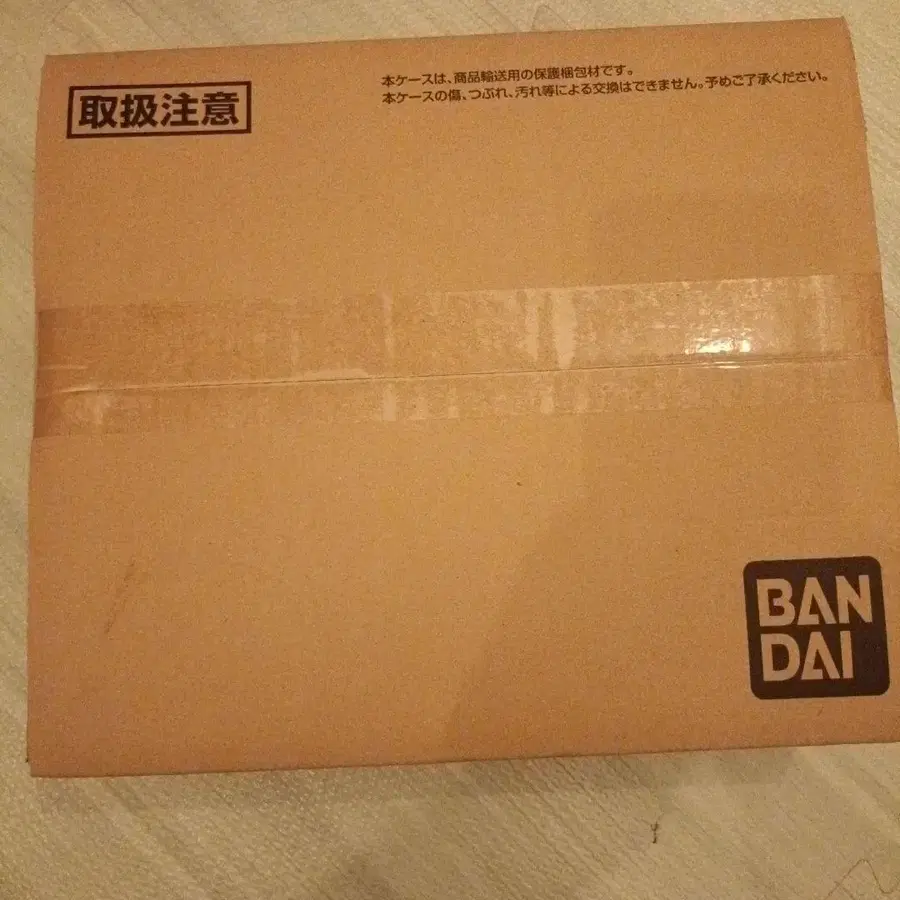 取扱注意
本ケースは、商品輸送用の保護梱包材です。
本ケースの傷、つぶれ、汚れ等による交換はできません。予めご了承ください。
BAN
DAI